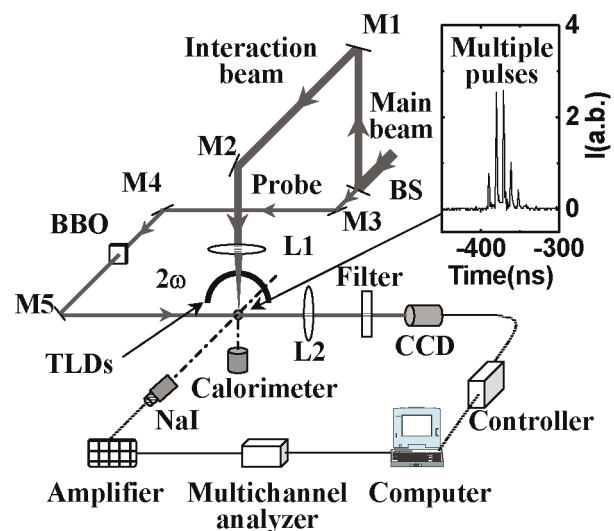 M1
Interaction
beam
Multiple
pulses
4
2
0
I(a.b.)
-400
-300
Time(ns)
Main
beam
M2
Probe
BS
M4
M3
BBO
L1
2ω
Filter
M5
L2
CCD
TLDs
Calorimeter
NaI
Controller
Amplifier
Multichannel
analyzer
Computer